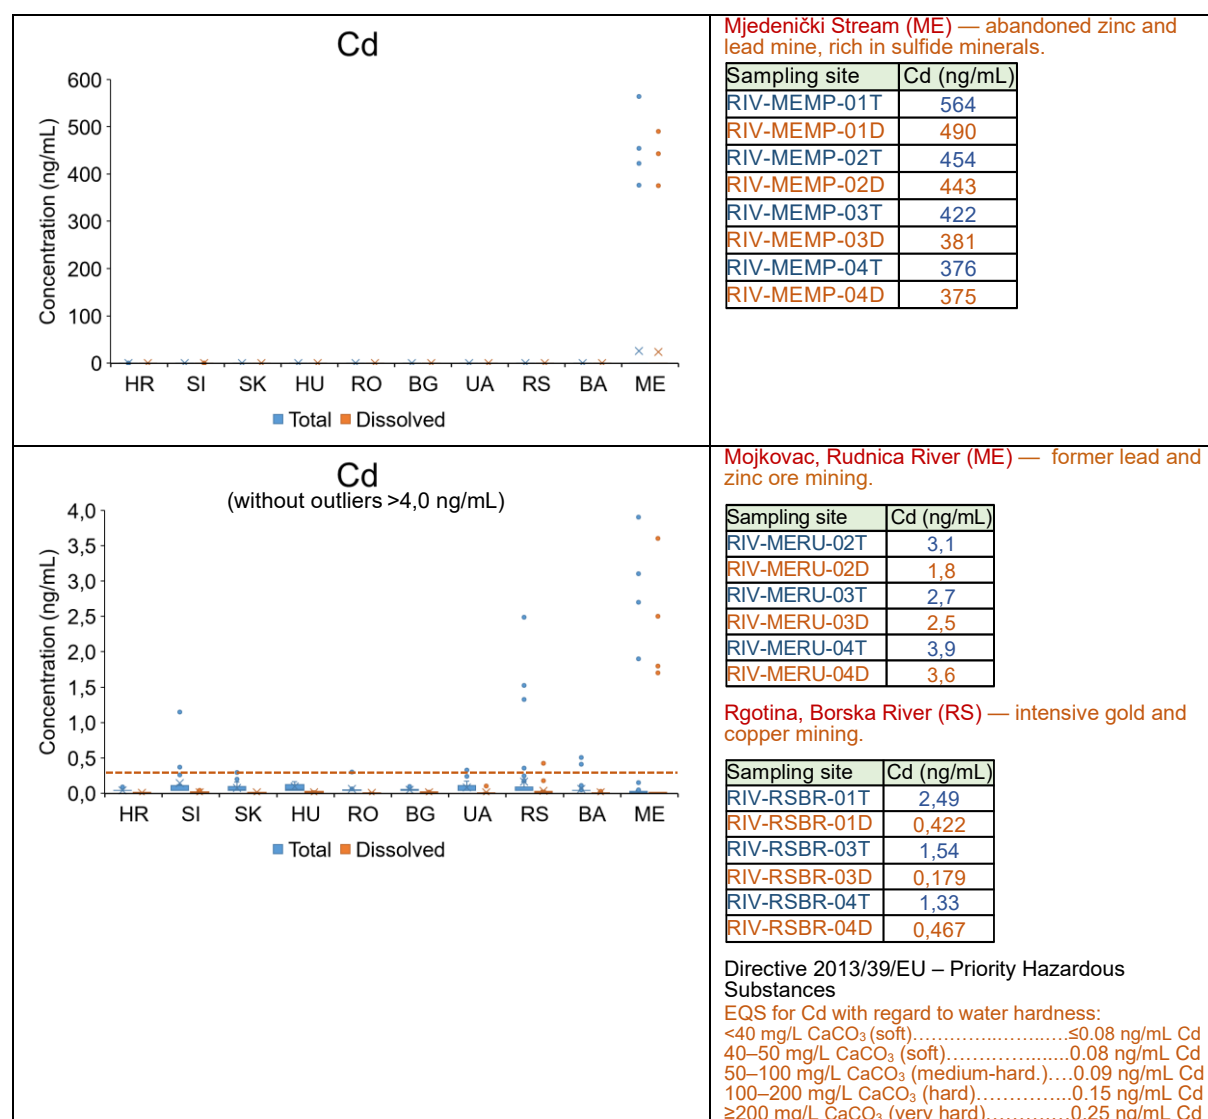 Cd
600
500
400
300
200
100
0
Concentration (ng/mL)
HR SI SK HU RO BG UA RS BA ME
Total Dissolved
Mjedenički Stream (ME) — abandoned zinc and
lead mine, rich in sulfide minerals.
Sampling site Cd (ng/mL)
RIV-MEMP-01T 564
RIV-MEMP-01D 490
RIV-MEMP-02T 454
RIV-MEMP-02D 443
RIV-MEMP-03T 422
RIV-MEMP-03D 381
RIV-MEMP-04T 376
RIV-MEMP-04D 375
Cd
(without outliers >4,0 ng/mL)
4,0
3,5
3,0
2,5
2,0
1,5
1,0
0,5
0,0
Concentration (ng/mL)
HR SI SK HU RO BG UA RS BA ME
Total Dissolved
Mojkovac, Rudnica River (ME) — former lead and
zinc ore mining.
Sampling site Cd (ng/mL)
RIV-MERU-02T 3,1
RIV-MERU-02D 1,8
RIV-MERU-03T 2,7
RIV-MERU-03D 2,5
RIV-MERU-04T 3,9
RIV-MERU-04D 3,6
Rgotina, Borska River (RS) — intensive gold and
copper mining.
Sampling site Cd (ng/mL)
RIV-RSBR-01T 2,49
RIV-RSBR-01D 0,422
RIV-RSBR-03T 1,54
RIV-RSBR-03D 0,179
RIV-RSBR-04T 1,33
RIV-RSBR-04D 0,467
Directive 2013/39/EU – Priority Hazardous
Substances
EQS for Cd with regard to water hardness:
<40 mg/L CaCO₃ (soft)…………..……..…..≤0.08 ng/mL Cd
40–50 mg/L CaCO₃ (soft)…….…….......0.08 ng/mL Cd
50–100 mg/L CaCO₃ (medium-hard.)….0.09 ng/mL Cd
100–200 mg/L CaCO₃ (hard)…………...0.15 ng/mL Cd
≥200 mg/L CaCO₃ (very hard)…………0.25 ng/mL Cd